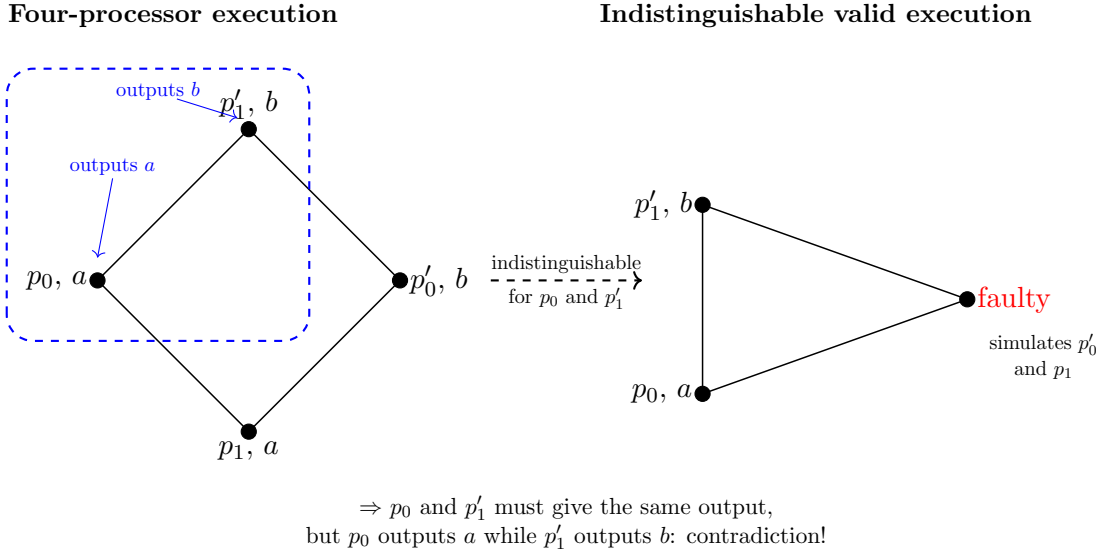 Four-processor execution
Indistinguishable valid execution
outputs b
p′₁, b
outputs a
p₀, a
p′₀, b
p₁, a
indistinguishable
for p₀ and p′₁
p′₁, b
faulty
simulates p′₀
and p₁
p₀, a
⇒ p₀ and p′₁ must give the same output,
but p₀ outputs a while p′₁ outputs b: contradiction!